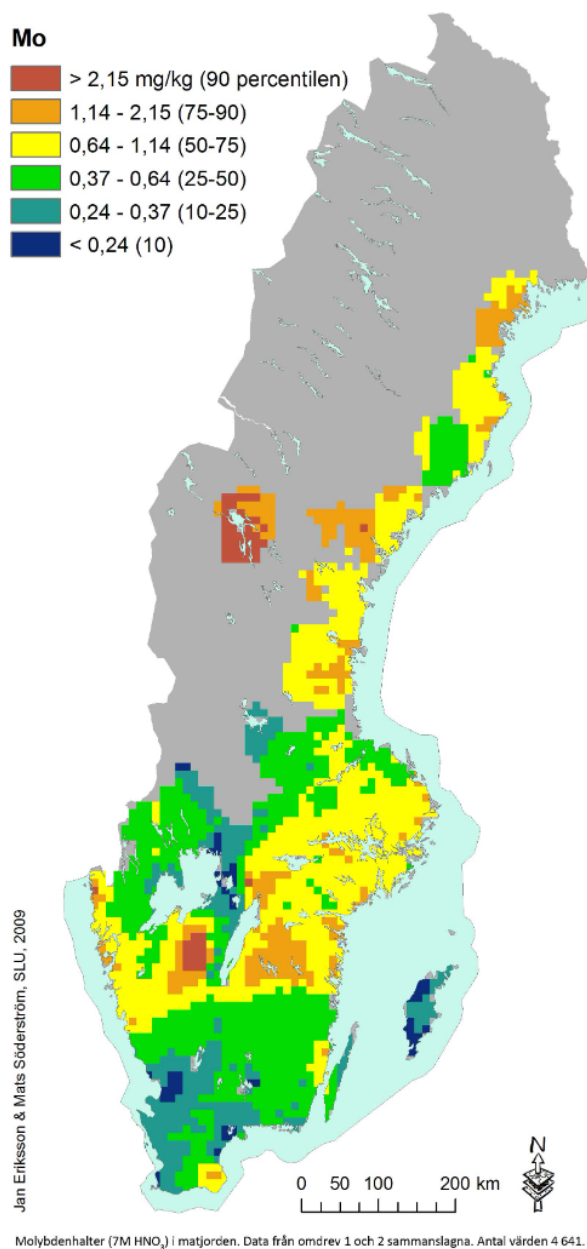 Mo
> 2,15 mg/kg (90 percentilen)
1,14 - 2,15 (75-90)
0,64 - 1,14 (50-75)
0,37 - 0,64 (25-50)
0,24 - 0,37 (10-25)
< 0,24 (10)
Jan Eriksson & Mats Söderström, SLU, 2009
N
0 50 100 200 km
Molybdenhalter (7M HNO₃) i matjorden. Data från omdrev 1 och 2 sammanslagna. Antal värden 4 641.